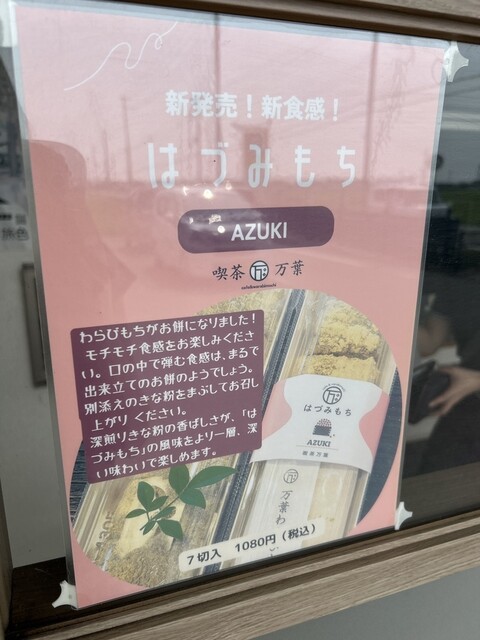 新発売！新食感！
はづみもち
AZUKI
喫茶 万 万葉
わらびもちがお餅になりました！
モチモチ食感をお楽しみくださ
い。口の中で弾む食感は、まるで
出来立てのお餅のようでしょう。
別添えのきな粉をまぶしてお召し
上がりください。
深煎りきな粉の香ばしさが、「は
づみもち」の風味をより一層、深
い味わいで楽しめます。
はづみもち
AZUKI
喫茶万葉
万葉わ
7切入 1080円（税込）